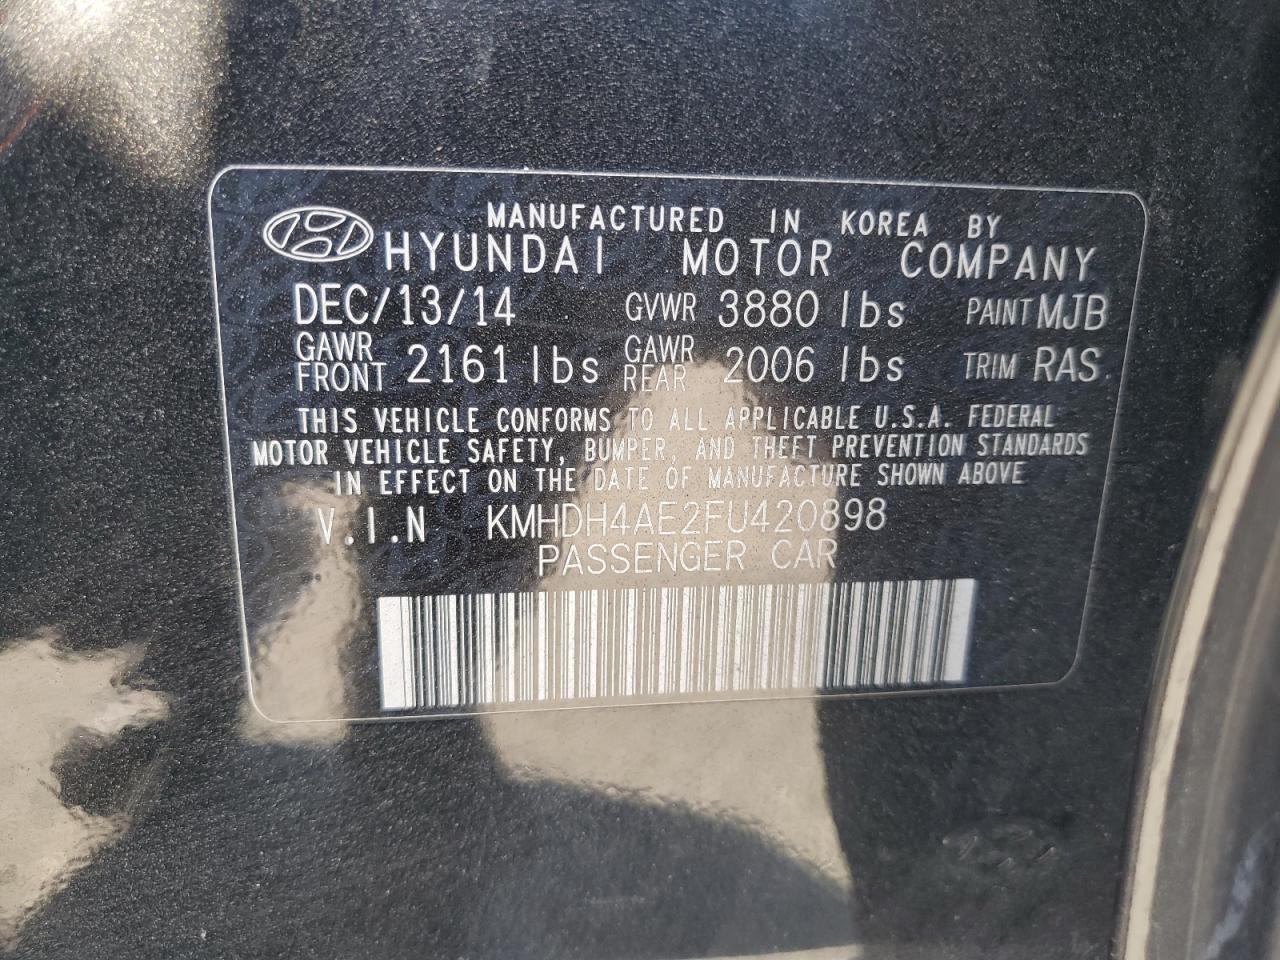 MANUFACTURED IN KOREA BY
HYUNDAI MOTOR COMPANY
DEC/13/14 GVWR 3880 lbs PAINT MJB
GAWR FRONT 2161 lbs GAWR REAR 2006 lbs TRIM RAS
THIS VEHICLE CONFORMS TO ALL APPLICABLE U.S.A. FEDERAL
MOTOR VEHICLE SAFETY, BUMPER, AND THEFT PREVENTION STANDARDS
IN EFFECT ON THE DATE OF MANUFACTURE SHOWN ABOVE
V.I.N KMHDH4AE2FU420898
PASSENGER CAR